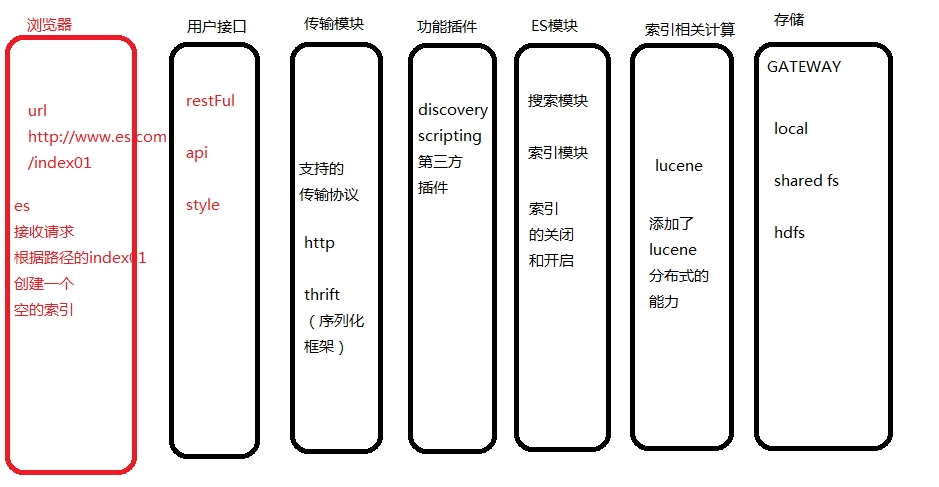 浏览器
url
http://www.es.com
/index01
es
接收请求
根据路径的index01
创建一个
空的索引
用户接口
restFul
api
style
传输模块
支持的
传输协议
http
thrift
（序列化
框架）
功能插件
discovery
scripting
第三方
插件
ES模块
搜索模块
索引模块
索引
的关闭
和开启
索引相关计算
lucene
添加了
lucene
分布式的
能力
存储
GATEWAY
local
shared fs
hdfs